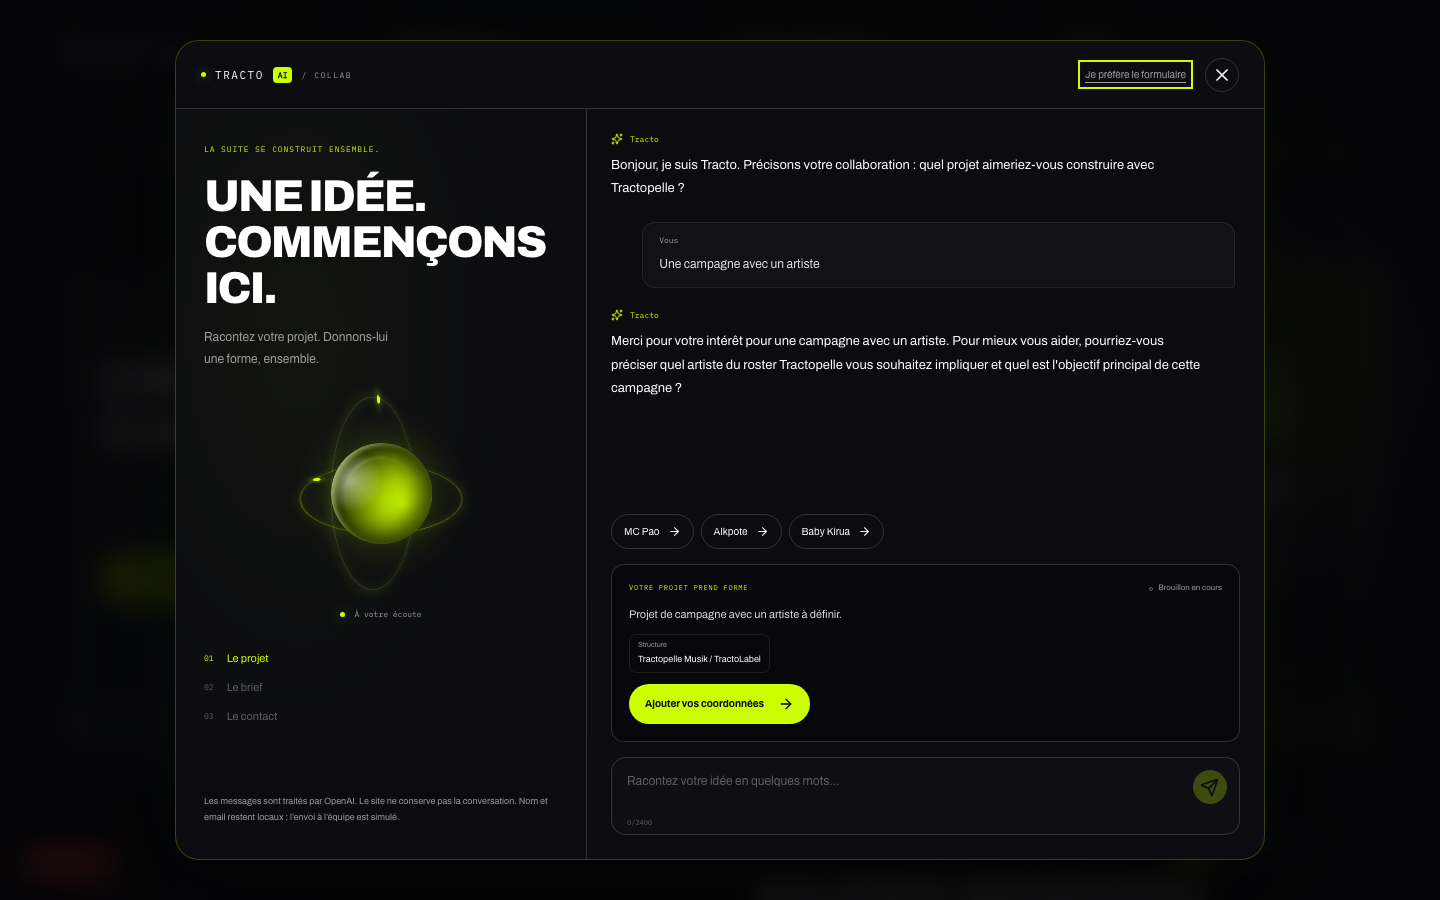 TRACTO AI / COLLAB
Je préfère le formulaire
LA SUITE SE CONSTRUIT ENSEMBLE.
UNE IDÉE.
COMMENÇONS
ICI.
Racontez votre projet. Donnons-lui
une forme, ensemble.
À votre écoute
01 Le projet
02 Le brief
03 Le contact
Les messages sont traités par OpenAI. Le site ne conserve pas la conversation. Nom et
email restent locaux ; l'envoi à l'équipe est simulé.
Tracto
Bonjour, je suis Tracto. Précisons votre collaboration : quel projet aimeriez-vous construire avec
Tractopelle ?
Vous
Une campagne avec un artiste
Tracto
Merci pour votre intérêt pour une campagne avec un artiste. Pour mieux vous aider, pourriez-vous
préciser quel artiste du roster Tractopelle vous souhaitez impliquer et quel est l'objectif principal de cette
campagne ?
MC Pao
Alkpote
Baby Kirua
VOTRE PROJET PREND FORME
Brouillon en cours
Projet de campagne avec un artiste à définir.
Structure
Tractopelle Musik / TractoLabel
Ajouter vos coordonnées
Racontez votre idée en quelques mots...
0/2400